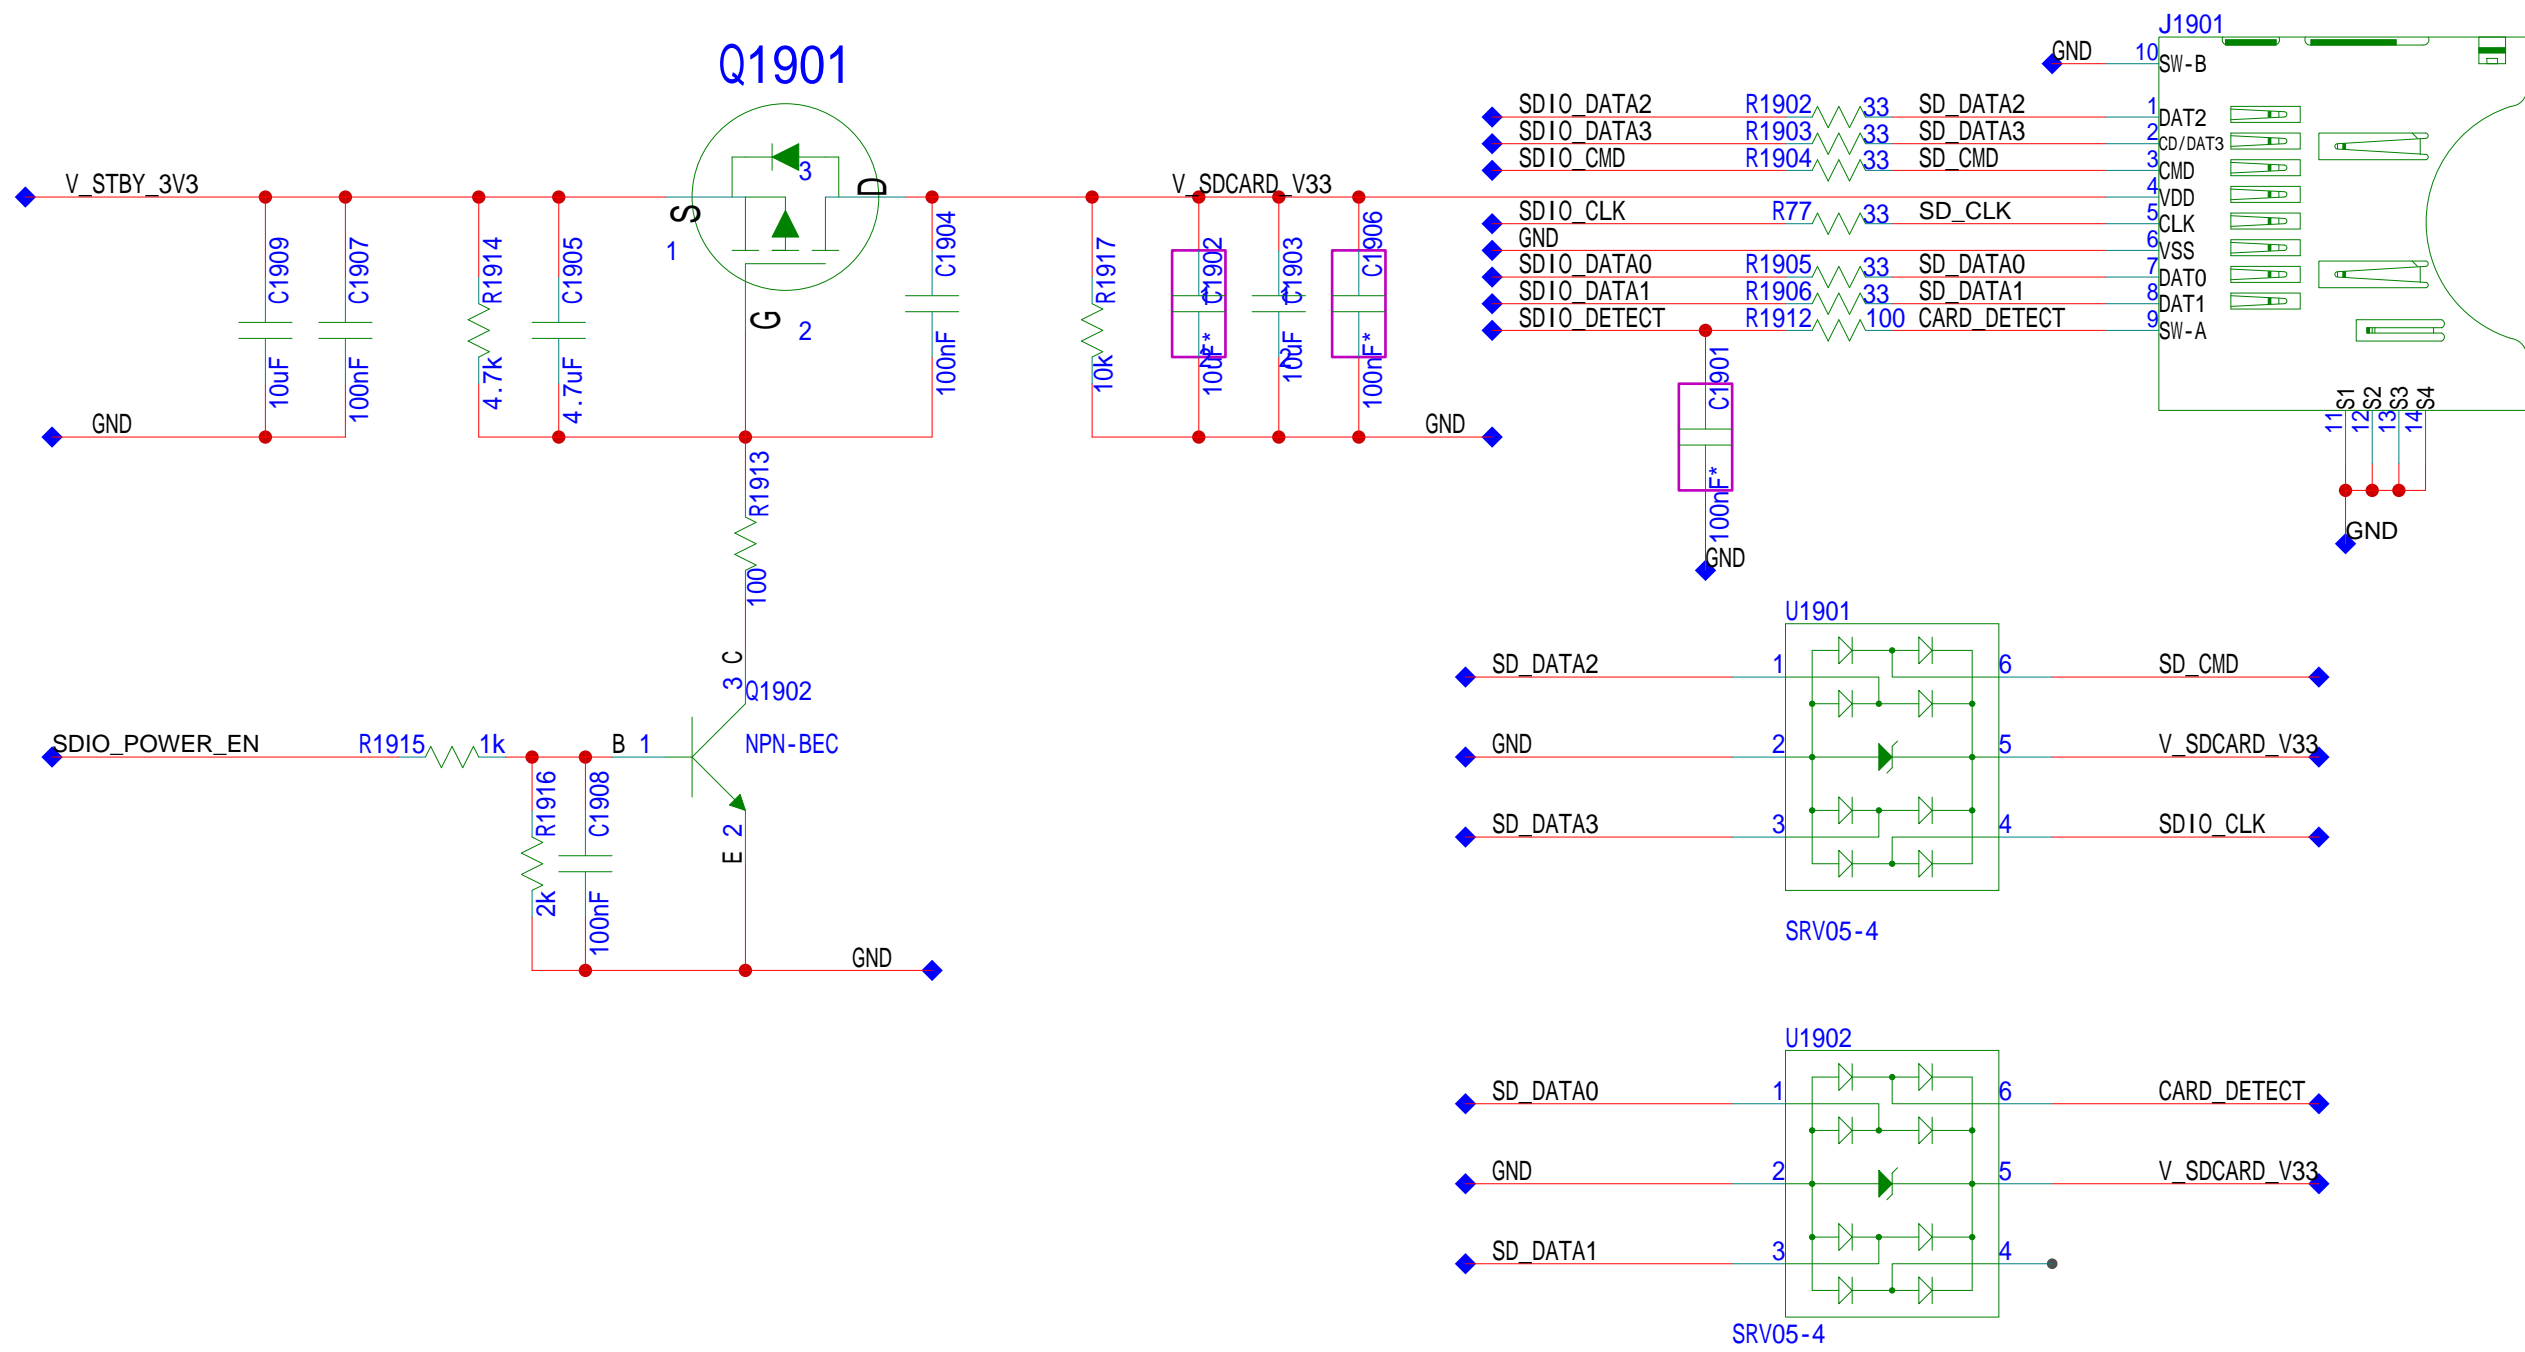 Q1901
V_STBY_3V3
S
1
3
D
G
2
C1909
10uF
C1907
100nF
R1914
4.7k
C1905
4.7uF
GND
C1904
100nF
R1917
10k
V_SDCARD_V33
C1902
10uF*
C1903
10uF
2
C1906
100nF*
GND
R1913
100
C
3
Q1902
NPN-BEC
SDIO_POWER_EN
R1915
1k
B
1
R1916
2k
C1908
100nF
2
E
GND
J1901
GND
10
SW-B
SDIO_DATA2
R1902
33
SD_DATA2
1
DAT2
SDIO_DATA3
R1903
33
SD_DATA3
2
CD/DAT3
SDIO_CMD
R1904
33
SD_CMD
3
CMD
4
VDD
SDIO_CLK
R77
33
SD_CLK
5
CLK
GND
6
VSS
SDIO_DATA0
R1905
33
SD_DATA0
7
DAT0
SDIO_DATA1
R1906
33
SD_DATA1
8
DAT1
SDIO_DETECT
R1912
100
CARD_DETECT
9
SW-A
C1901
100nF*
GND
S1
S2
S3
S4
11
12
13
14
GND
U1901
SD_DATA2
1
6
SD_CMD
GND
2
5
V_SDCARD_V33
SD_DATA3
3
4
SDIO_CLK
SRV05-4
U1902
SD_DATA0
1
6
CARD_DETECT
GND
2
5
V_SDCARD_V33
SD_DATA1
3
4
SRV05-4